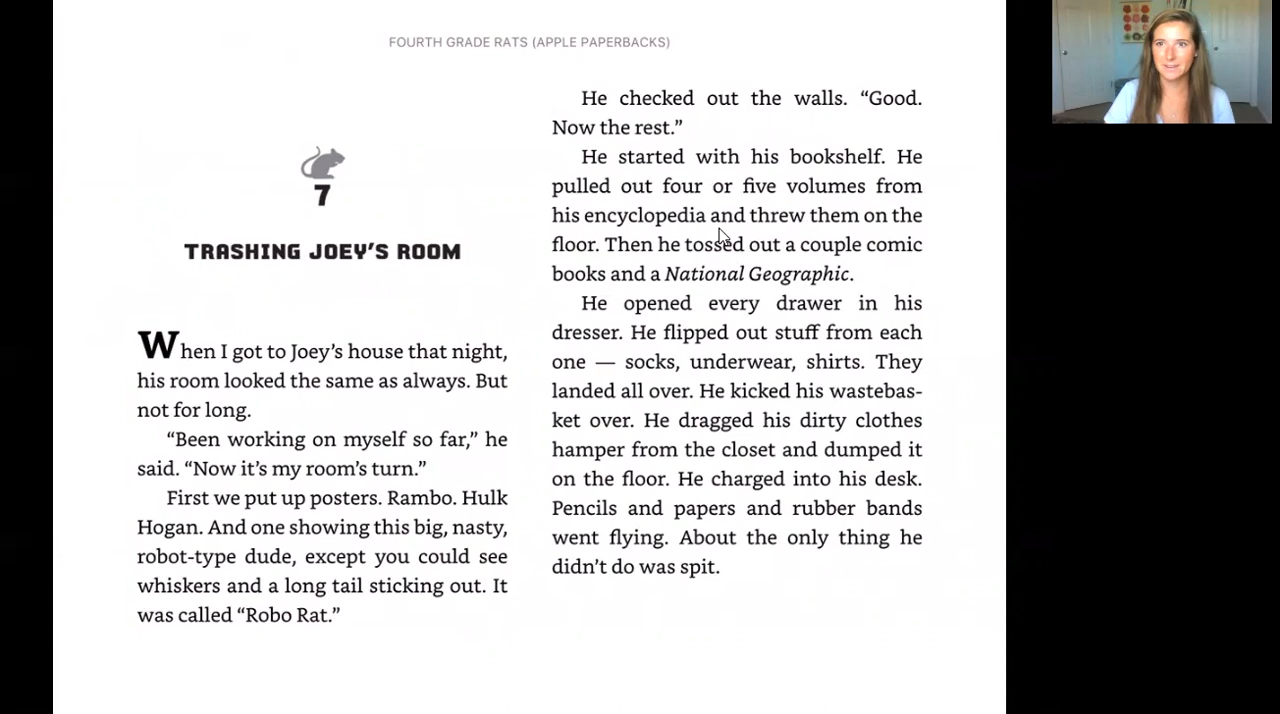 FOURTH GRADE RATS (APPLE PAPERBACKS)
7
TRASHING JOEY’S ROOM
When I got to Joey’s house that night,
his room looked the same as always. But
not for long.
“Been working on myself so far,” he
said. “Now it’s my room’s turn.”
First we put up posters. Rambo. Hulk
Hogan. And one showing this big, nasty,
robot-type dude, except you could see
whiskers and a long tail sticking out. It
was called “Robo Rat.”
He checked out the walls. “Good.
Now the rest.”
He started with his bookshelf. He
pulled out four or five volumes from
his encyclopedia and threw them on the
floor. Then he tossed out a couple comic
books and a National Geographic.
He opened every drawer in his
dresser. He flipped out stuff from each
one — socks, underwear, shirts. They
landed all over. He kicked his wastebas-
ket over. He dragged his dirty clothes
hamper from the closet and dumped it
on the floor. He charged into his desk.
Pencils and papers and rubber bands
went flying. About the only thing he
didn’t do was spit.